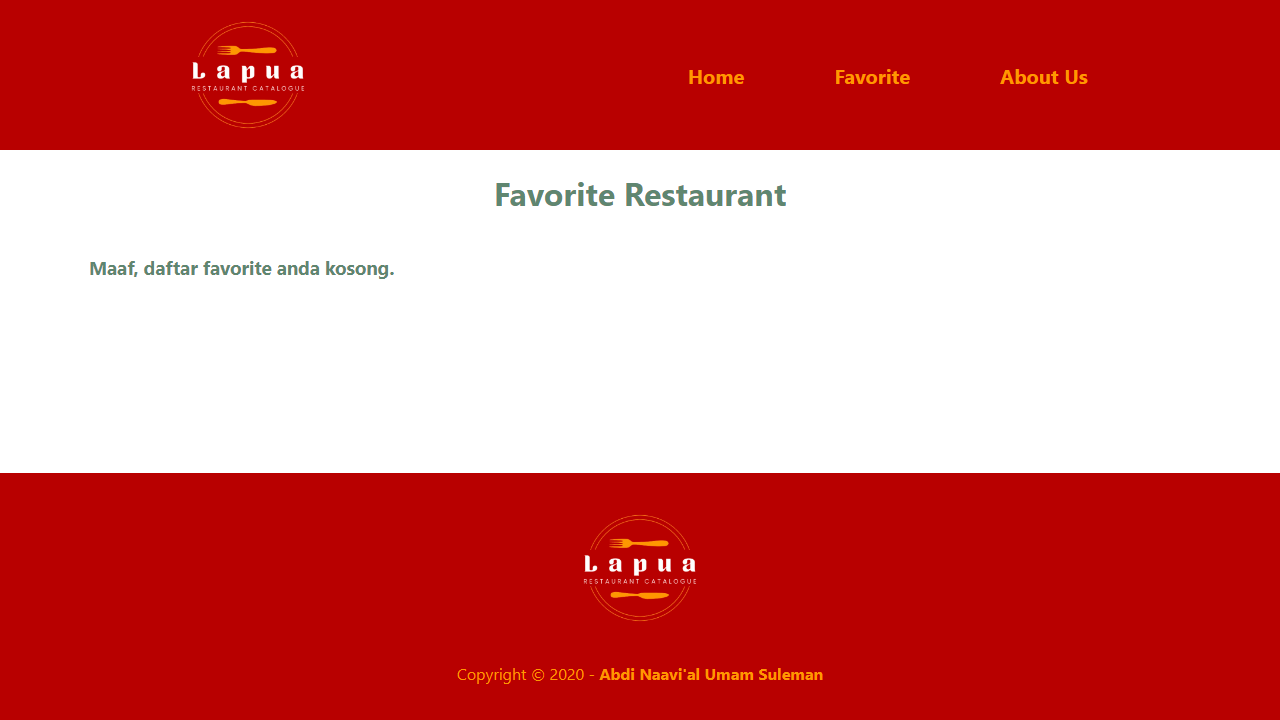 Lapua
RESTAURANT CATALOGUE
Home
Favorite
About Us
Favorite Restaurant
Maaf, daftar favorite anda kosong.
Lapua
RESTAURANT CATALOGUE
Copyright © 2020 - Abdi Naavi'al Umam Suleman